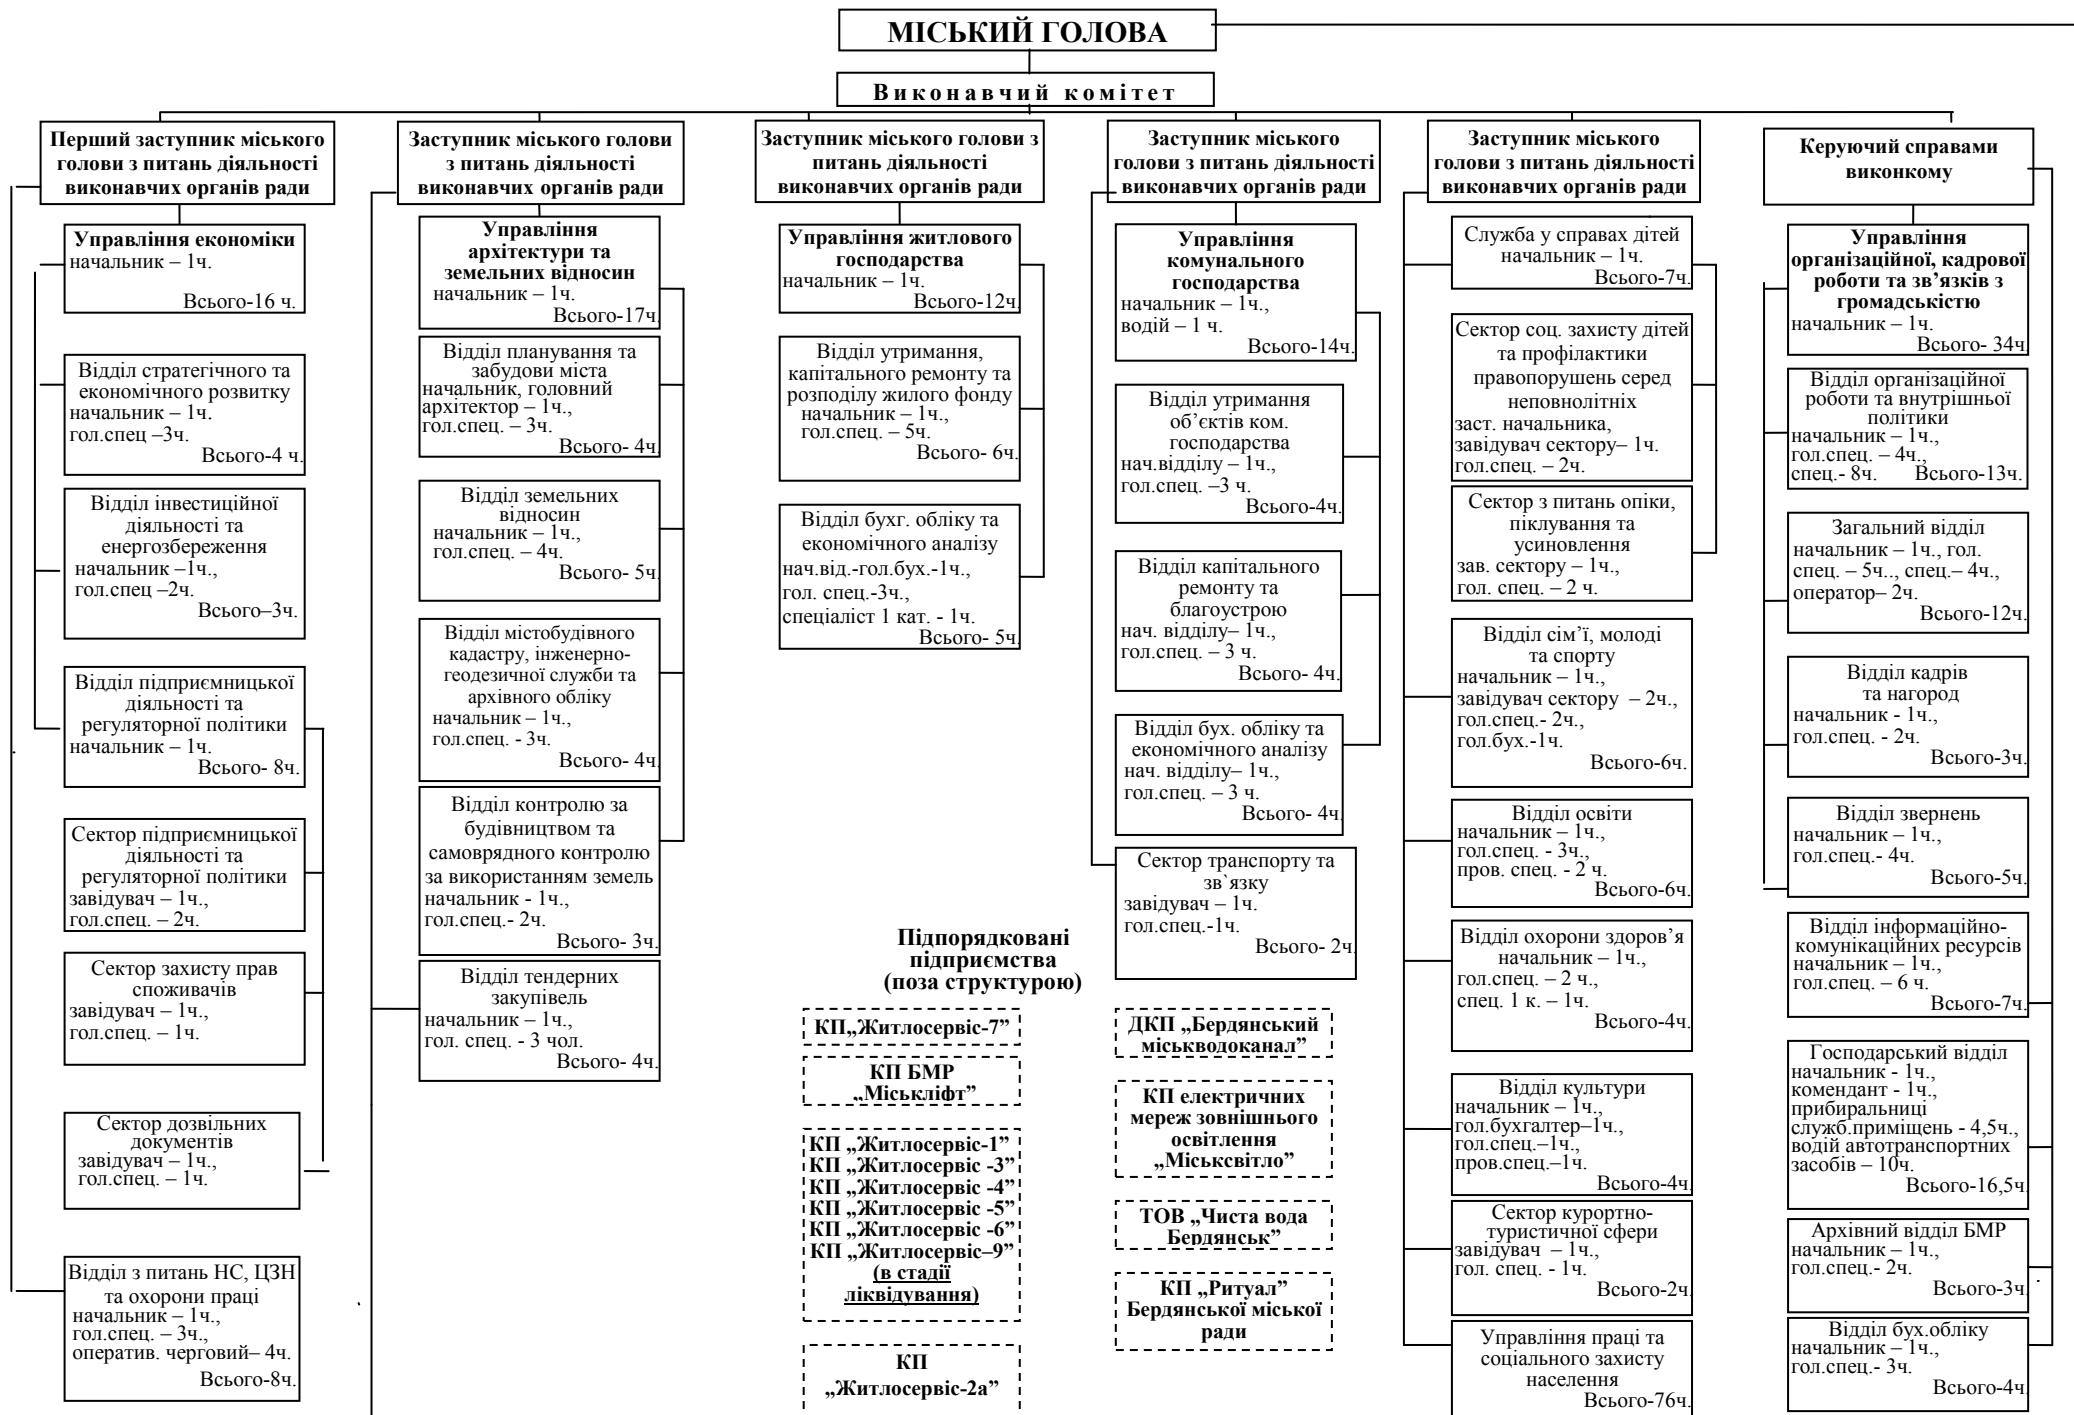 МІСЬКИЙ ГОЛОВА
Виконавчий комітет
Перший заступник міського
голови з питань діяльності
виконавчих органів ради
Управління економіки
начальник – 1ч.
Всього-16 ч.
Відділ стратегічного та
економічного розвитку
начальник – 1ч.
гол.спец –3ч.
Всього-4 ч.
Відділ інвестиційної
діяльності та
енергозбереження
начальник –1ч.,
гол.спец –2ч.
Всього–3ч.
Відділ підприємницької
діяльності та
регуляторної політики
начальник – 1ч.
Всього- 8ч.
Сектор підприємницької
діяльності та
регуляторної політики
завідувач – 1ч.,
гол.спец. – 2ч.
Сектор захисту прав
споживачів
завідувач – 1ч.,
гол.спец. – 1ч.
Сектор дозвільних
документів
завідувач – 1ч.,
гол.спец. – 1ч.
Відділ з питань НС, ЦЗН
та охорони праці
начальник – 1ч.,
гол.спец. – 3ч.,
оператив. черговий– 4ч.
Всього-8ч.
Заступник міського голови
з питань діяльності
виконавчих органів ради
Управління
архітектури та
земельних відносин
начальник – 1ч.
Всього-17ч.
Відділ планування та
забудови міста
начальник, головний
архітектор – 1ч.,
гол.спец. – 3ч.
Всього- 4ч.
Відділ земельних
відносин
начальник – 1ч.,
гол.спец. – 4ч.
Всього- 5ч.
Відділ містобудівного
кадастру, інженерно-
геодезичної служби та
архівного обліку
начальник – 1ч.,
гол.спец. - 3ч.
Всього- 4ч.
Відділ контролю за
будівництвом та
самоврядного контролю
за використанням земель
начальник - 1ч.,
гол.спец.- 2ч.
Всього- 3ч.
Відділ тендерних
закупівель
начальник – 1ч.,
гол. спец. - 3 чол.
Всього- 4ч.
Заступник міського голови з
питань діяльності
виконавчих органів ради
Управління житлового
господарства
начальник – 1ч.
Всього-12ч.
Відділ утримання,
капітального ремонту та
розподілу жилого фонду
начальник – 1ч.,
гол.спец. – 5ч.
Всього- 6ч.
Відділ бухг. обліку та
економічного аналізу
нач.від.-гол.бух.-1ч.,
гол. спец.-3ч.,
спеціаліст 1 кат. - 1ч.
Всього- 5ч.
Підпорядковані
підприємства
(поза структурою)
КП„Житлосервіс-7”
КП БМР
„Міськліфт”
КП „Житлосервіс-1”
КП „Житлосервіс -3”
КП „Житлосервіс -4”
КП „Житлосервіс -5”
КП „Житлосервіс -6”
КП „Житлосервіс–9”
(в стадії
ліквідування)
КП
„Житлосервіс-2а”
Заступник міського
голови з питань діяльності
виконавчих органів ради
Управління
комунального
господарства
начальник – 1ч.,
водій – 1 ч.
Всього-14ч.
Відділ утримання
об’єктів ком.
господарства
нач.відділу – 1ч.,
гол.спец. –3 ч.
Всього-4ч.
Відділ капітального
ремонту та
благоустрою
нач. відділу– 1ч.,
гол.спец. – 3 ч.
Всього- 4ч.
Відділ бух. обліку та
економічного аналізу
нач. відділу– 1ч.,
гол.спец. – 3 ч.
Всього- 4ч.
Сектор транспорту та
зв`язку
завідувач – 1ч.
гол.спец.-1ч.
Всього- 2ч.
ДКП „Бердянський
міськводоканал”
КП електричних
мереж зовнішнього
освітлення
„Міськсвітло”
ТОВ „Чиста вода
Бердянськ”
КП „Ритуал”
Бердянської міської
ради
Заступник міського
голови з питань діяльності
виконавчих органів ради
Служба у справах дітей
начальник – 1ч.
Всього-7ч.
Сектор соц. захисту дітей
та профілактики
правопорушень серед
неповнолітніх
заст. начальника,
завідувач сектору– 1ч.
гол.спец. – 2ч.
Сектор з питань опіки,
піклування та
усиновлення
зав. сектору – 1ч.,
гол. спец. – 2 ч.
Відділ сім’ї, молоді
та спорту
начальник – 1ч.,
завідувач сектору – 2ч.,
гол.спец.- 2ч.,
гол.бух.-1ч.
Всього-6ч.
Відділ освіти
начальник – 1ч.,
гол.спец. - 3ч.,
пров. спец. - 2 ч.
Всього-6ч.
Відділ охорони здоров’я
начальник – 1ч.,
гол.спец. – 2 ч.,
спец. 1 к. – 1ч.
Всього-4ч.
Відділ культури
начальник – 1ч.,
гол.бухгалтер–1ч.,
гол.спец.–1ч.,
пров.спец.–1ч.
Всього-4ч.
Сектор курортно-
туристичної сфери
завідувач – 1ч.,
гол. спец. - 1ч.
Всього-2ч.
Управління праці та
соціального захисту
населення
Всього-76ч.
Керуючий справами
виконкому
Управління
організаційної, кадрової
роботи та зв’язків з
громадськістю
начальник – 1ч.
Всього- 34ч.
Відділ організаційної
роботи та внутрішньої
політики
начальник – 1ч.,
гол.спец. – 4ч.,
спец.- 8ч. Всього-13ч.
Загальний відділ
начальник – 1ч., гол.
спец. – 5ч.., спец.– 4ч.,
оператор– 2ч.
Всього-12ч.
Відділ кадрів
та нагород
начальник - 1ч.,
гол.спец. - 2ч.
Всього-3ч.
Відділ звернень
начальник – 1ч.,
гол.спец.- 4ч.
Всього-5ч.
Відділ інформаційно-
комунікаційних ресурсів
начальник – 1ч.,
гол.спец. – 6 ч.
Всього-7ч.
Господарський відділ
начальник - 1ч.,
комендант - 1ч.,
прибиральниці
служб.приміщень - 4,5ч.,
водій автотранспортних
засобів – 10ч.
Всього-16,5ч.
Архівний відділ БМР
начальник – 1ч.,
гол.спец.- 2ч.
Всього-3ч.
Відділ бух.обліку
начальник – 1ч.,
гол.спец.- 3ч.
Всього-4ч.